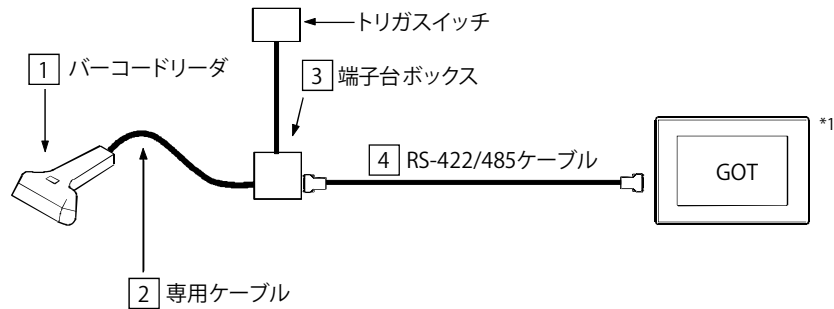 トリガスイッチ
1 バーコードリーダ
3 端子台ボックス
*1
4 RS-422/485ケーブル
GOT
2 専用ケーブル